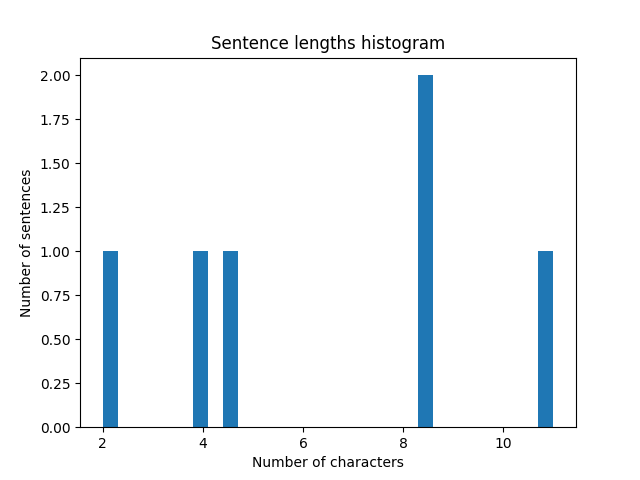 Sentence lengths histogram
2.00
1.75
1.50
1.25
1.00
0.75
0.50
0.25
0.00
Number of sentences
2 4 6 8 10
Number of characters